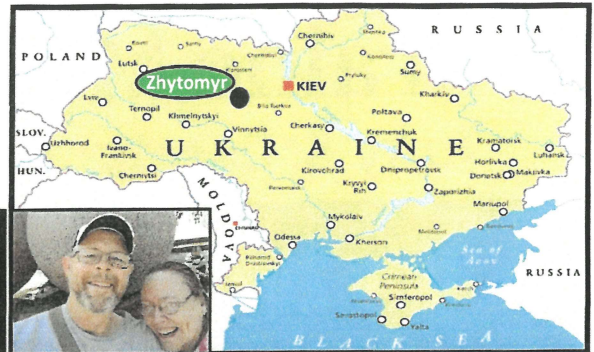 RUSSIA
Chernihiv
POLAND
Lutsk
Sumy
Zhytomyr
KIEV
Kharkiv
Lviv
Ternopil
Khmelnytskyi
Vinnytsia
Cherkasy
Poltava
Kremenchuk
SLOV.
Uzhhorod
Ivano-
Frankivsk
UKRAINE
Kramatorsk
Luhansk
HUN.
Chernivtsi
Kirovohrad
Dnipropetrovsk
Horlivka
Donetsk
Makiivka
Kryvyi
Rih
Zaporizhia
MOLDOVA
Mariupol
Mykolaiv
Odessa
Kherson
Sea of
Azov
RUSSIA
Crimean
Peninsula
Simferopol
Sevastopol
Yalta
BLACK SEA